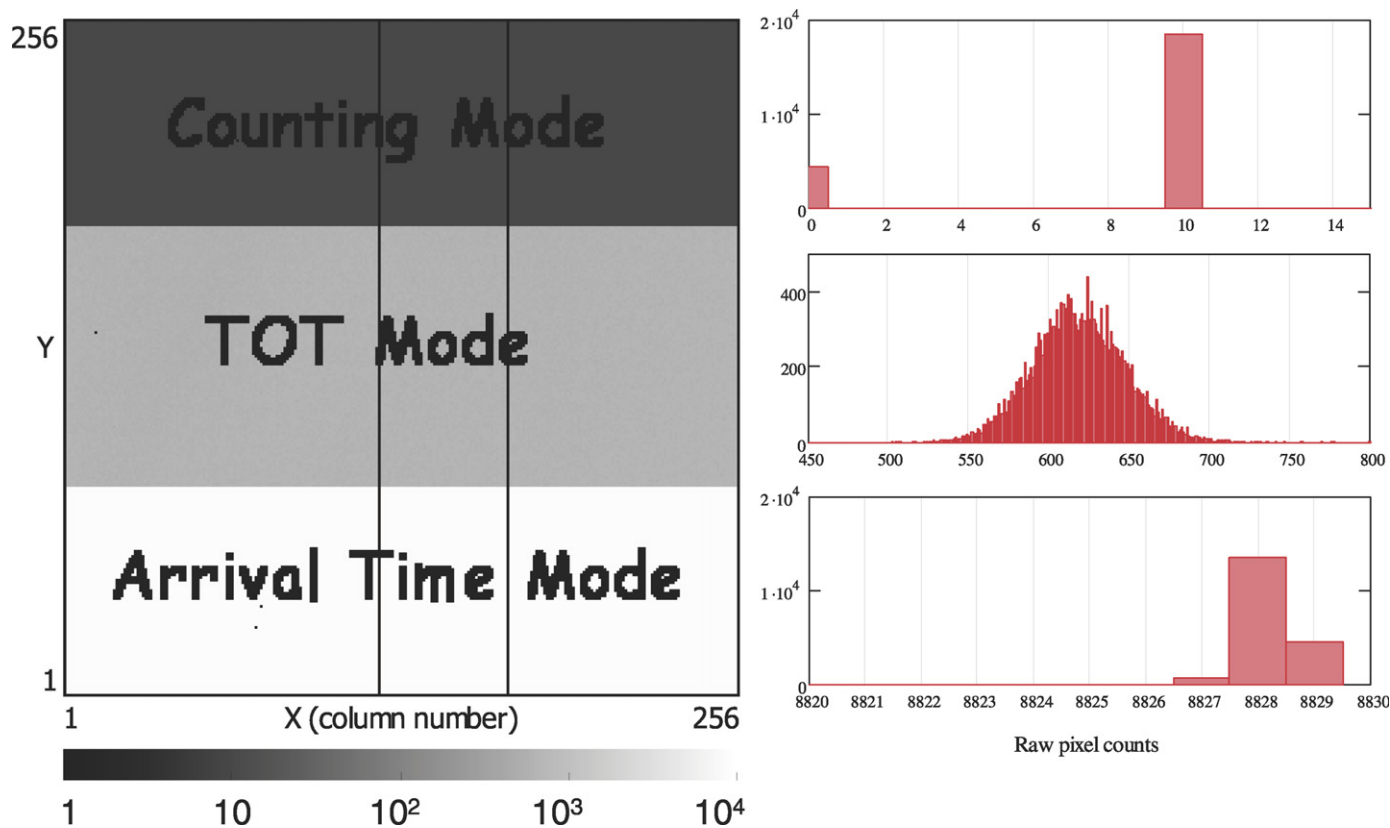 256
Counting Mode
Y
TOT Mode
Arrival Time Mode
1
1 X (column number) 256
1 10 10² 10³ 10⁴
2·10⁴
1·10⁴
0
0 2 4 6 8 10 12 14
400
200
0
450 500 550 600 650 700 750 800
2·10⁴
1·10⁴
0
8820 8821 8822 8823 8824 8825 8826 8827 8828 8829 8830
Raw pixel counts